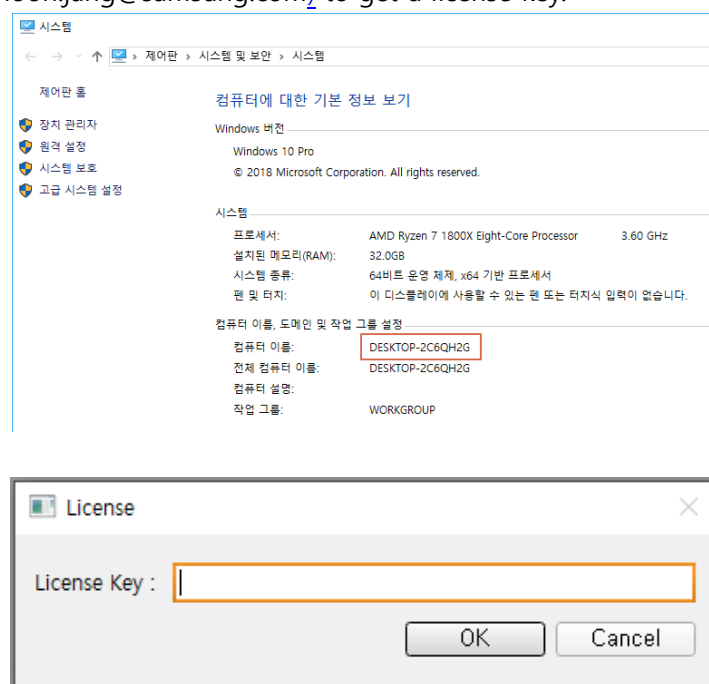 to get a license key.
시스템
제어판 › 시스템 및 보안 › 시스템
제어판 홈
장치 관리자
원격 설정
시스템 보호
고급 시스템 설정
컴퓨터에 대한 기본 정보 보기
Windows 버전
Windows 10 Pro
© 2018 Microsoft Corporation. All rights reserved.
시스템
프로세서: AMD Ryzen 7 1800X Eight-Core Processor 3.60 GHz
설치된 메모리(RAM): 32.0GB
시스템 종류: 64비트 운영 체제, x64 기반 프로세서
펜 및 터치: 이 디스플레이에 사용할 수 있는 펜 또는 터치식 입력이 없습니다.
컴퓨터 이름, 도메인 및 작업 그룹 설정
컴퓨터 이름: DESKTOP-2C6QH2G
전체 컴퓨터 이름: DESKTOP-2C6QH2G
컴퓨터 설명:
작업 그룹: WORKGROUP
License
License Key :
OK Cancel